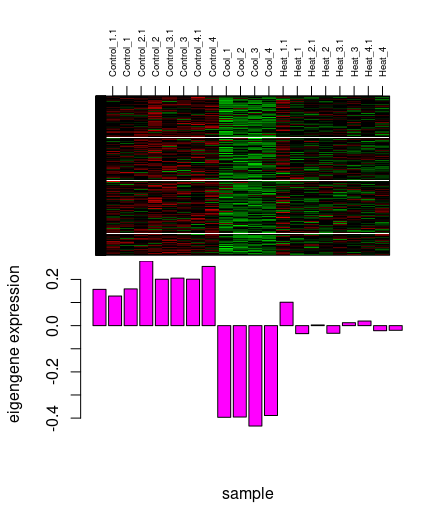 Control_1.1
Control_1
Control_2.1
Control_2
Control_3.1
Control_3
Control_4.1
Control_4
Cool_1
Cool_2
Cool_3
Cool_4
Heat_1.1
Heat_1
Heat_2.1
Heat_2
Heat_3.1
Heat_3
Heat_4.1
Heat_4
eigengene expression
0.2
0.0
-0.2
-0.4
sample